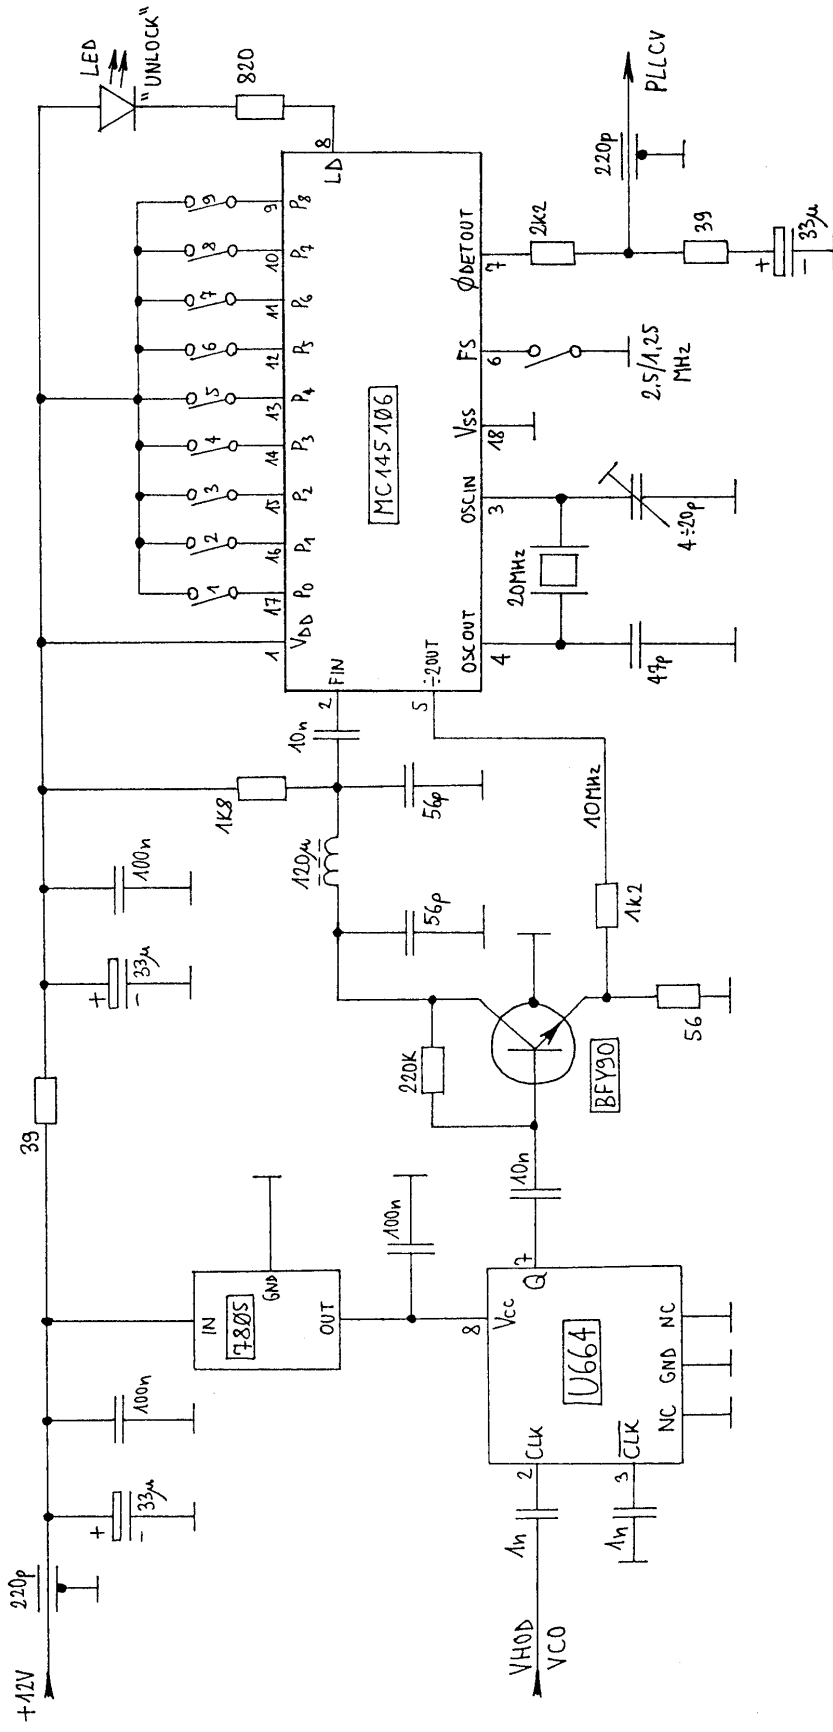 +12V
220p
+
33µ
-
100n
39
+
33µ
-
100n
LED
"UNLOCK"
820
IN
7805
GND
OUT
100n
1K8
120µ
10n
56p
56p
1
VDD
17
P0
1
16
P1
2
15
P2
3
14
P3
4
13
P4
5
12
P5
6
11
P6
7
10
P7
8
9
P8
9
8
LD
2
FIN
MC145106
5
÷2OUT
4
OSCOUT
3
OSCIN
18
VSS
6
FS
7
ØDETOUT
10MHz
1k2
56
BFY90
220K
10n
47p
20MHz
4÷20p
2.5/1.25
MHz
2k2
220p
PLLCV
39
+
33µ
-
VHOD
VCO
1n
2
CLK
1n
3
CLK
8
Vcc
7
Q
U664
NC
GND
NC